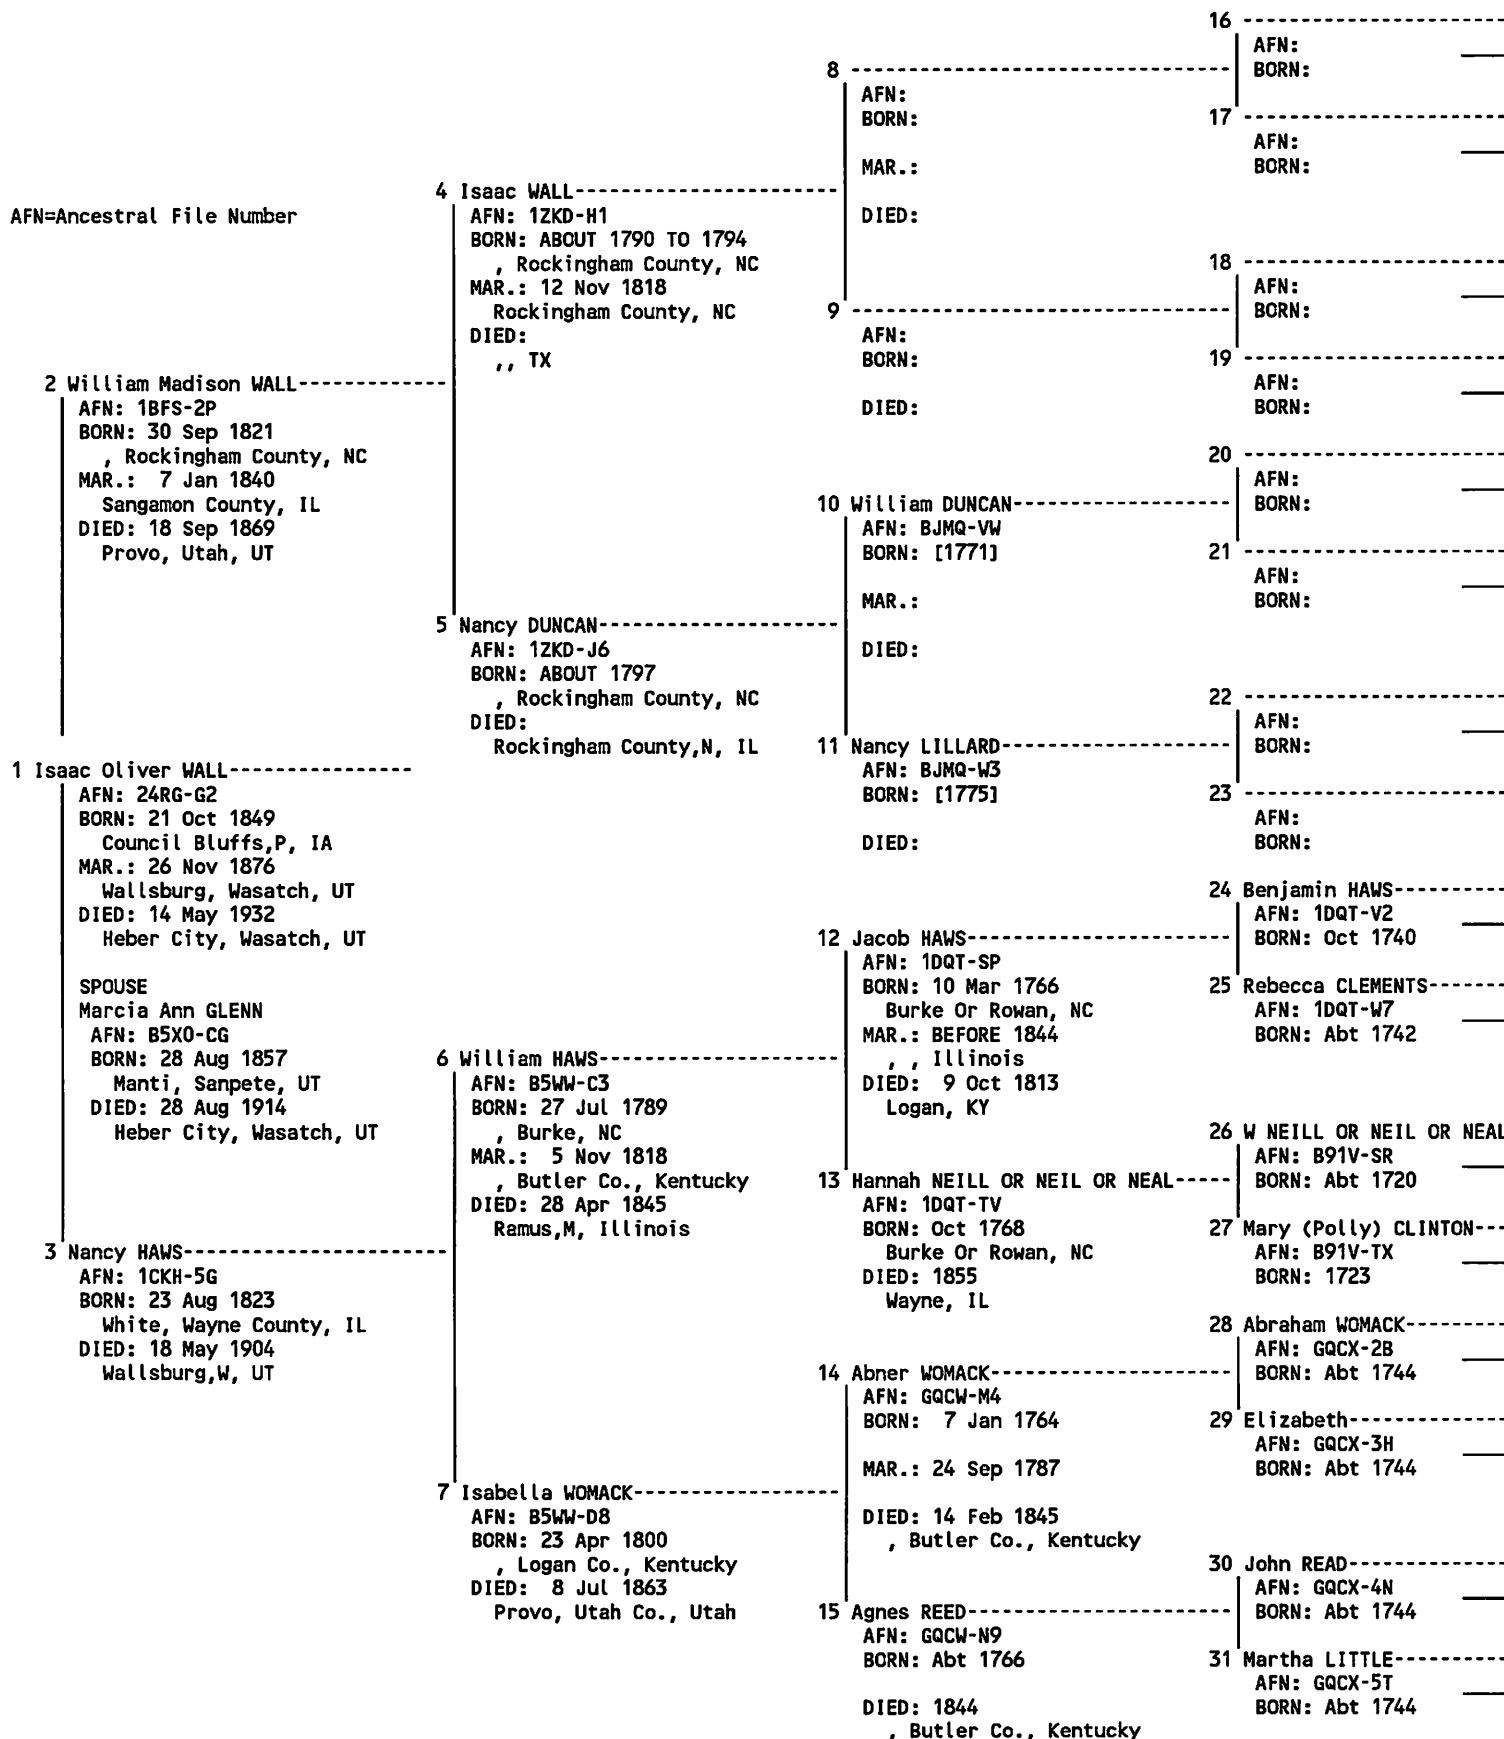 AFN=Ancestral File Number
1 Isaac Oliver WALL
AFN: 24RG-G2
BORN: 21 Oct 1849
Council Bluffs,P, IA
MAR.: 26 Nov 1876
Wallsburg, Wasatch, UT
DIED: 14 May 1932
Heber City, Wasatch, UT
SPOUSE
Marcia Ann GLENN
AFN: B5X0-CG
BORN: 28 Aug 1857
Manti, Sanpete, UT
DIED: 28 Aug 1914
Heber City, Wasatch, UT
2 William Madison WALL
AFN: 1BFS-2P
BORN: 30 Sep 1821
, Rockingham County, NC
MAR.: 7 Jan 1840
Sangamon County, IL
DIED: 18 Sep 1869
Provo, Utah, UT
3 Nancy HAWS
AFN: 1CKH-5G
BORN: 23 Aug 1823
White, Wayne County, IL
DIED: 18 May 1904
Wallsburg,W, UT
4 Isaac WALL
AFN: 1ZKD-H1
BORN: ABOUT 1790 TO 1794
, Rockingham County, NC
MAR.: 12 Nov 1818
Rockingham County, NC
DIED:
,, TX
5 Nancy DUNCAN
AFN: 1ZKD-J6
BORN: ABOUT 1797
, Rockingham County, NC
DIED:
Rockingham County,N, IL
6 William HAWS
AFN: B5WW-C3
BORN: 27 Jul 1789
, Burke, NC
MAR.: 5 Nov 1818
, Butler Co., Kentucky
DIED: 28 Apr 1845
Ramus,M, Illinois
7 Isabella WOMACK
AFN: B5WW-D8
BORN: 23 Apr 1800
, Logan Co., Kentucky
DIED: 8 Jul 1863
Provo, Utah Co., Utah
8
AFN:
BORN:
MAR.:
DIED:
9
AFN:
BORN:
DIED:
10 William DUNCAN
AFN: BJMQ-VW
BORN: [1771]
MAR.:
DIED:
11 Nancy LILLARD
AFN: BJMQ-W3
BORN: [1775]
DIED:
12 Jacob HAWS
AFN: 1DQT-SP
BORN: 10 Mar 1766
Burke Or Rowan, NC
MAR.: BEFORE 1844
, , Illinois
DIED: 9 Oct 1813
Logan, KY
13 Hannah NEILL OR NEIL OR NEAL
AFN: 1DQT-TV
BORN: Oct 1768
Burke Or Rowan, NC
DIED: 1855
Wayne, IL
14 Abner WOMACK
AFN: GQCW-M4
BORN: 7 Jan 1764
MAR.: 24 Sep 1787
DIED: 14 Feb 1845
, Butler Co., Kentucky
15 Agnes REED
AFN: GQCW-N9
BORN: Abt 1766
DIED: 1844
, Butler Co., Kentucky
16
AFN:
BORN:
17
AFN:
BORN:
18
AFN:
BORN:
19
AFN:
BORN:
20
AFN:
BORN:
21
AFN:
BORN:
22
AFN:
BORN:
23
AFN:
BORN:
24 Benjamin HAWS
AFN: 1DQT-V2
BORN: Oct 1740
25 Rebecca CLEMENTS
AFN: 1DQT-W7
BORN: Abt 1742
26 W NEILL OR NEIL OR NEAL
AFN: B91V-SR
BORN: Abt 1720
27 Mary (Polly) CLINTON
AFN: B91V-TX
BORN: 1723
28 Abraham WOMACK
AFN: GQCX-2B
BORN: Abt 1744
29 Elizabeth
AFN: GQCX-3H
BORN: Abt 1744
30 John READ
AFN: GQCX-4N
BORN: Abt 1744
31 Martha LITTLE
AFN: GQCX-5T
BORN: Abt 1744